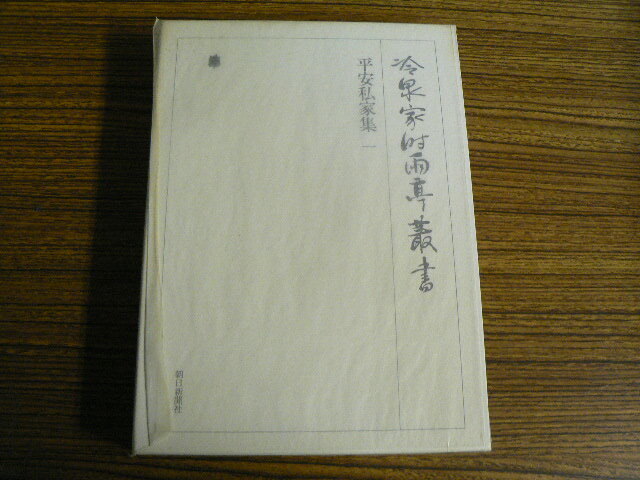 冷泉家時雨亭叢書
平安私家集 一
朝日新聞社